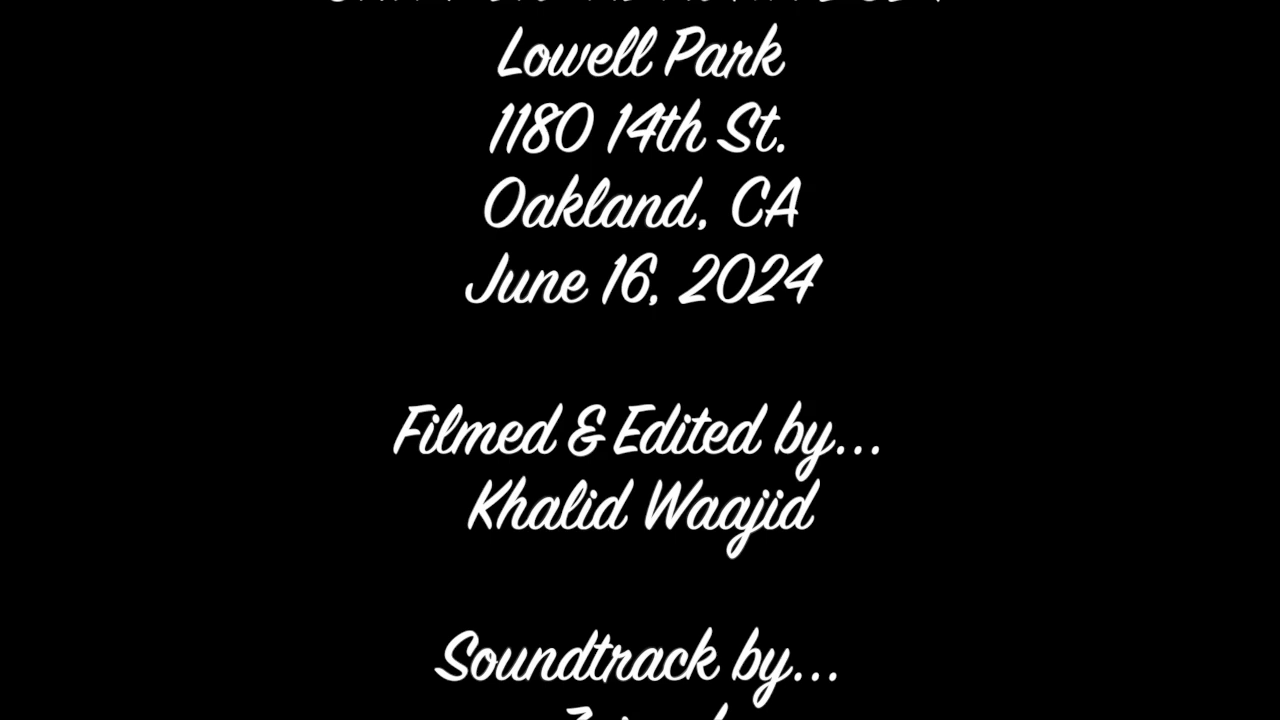 Lowell Park
1180 14th St.
Oakland, CA
June 16, 2024
Filmed & Edited by...
Khalid Waajid
Soundtrack by...